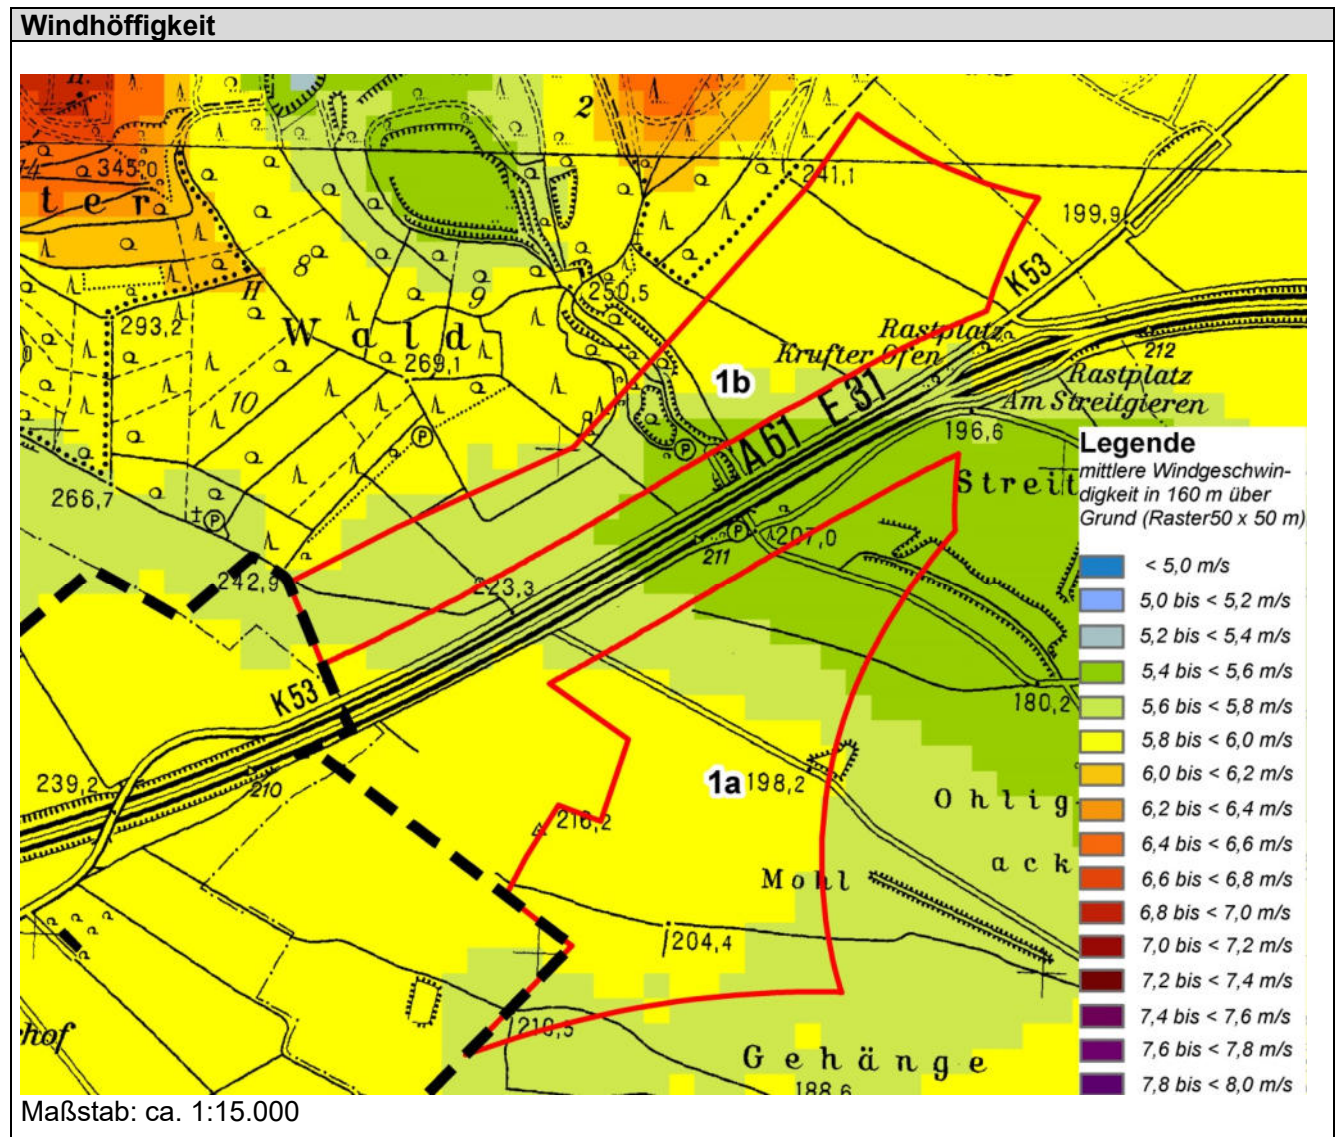 Windhöffigkeit
H.
2
345,0
t e r
241,1
199,9
8
H
9
250,5
K53
293,2
W a l d
269,1
Rastplatz
Krufter Ofen
212
10
1b
Rastplatz
Am Streitgieren
A61 E31
196,6
Legende
mittlere Windgeschwin-
digkeit in 160 m über
Grund (Raster50 x 50 m)
266,7
Streit
207,0
211
242,9
223,3
< 5,0 m/s
5,0 bis < 5,2 m/s
5,2 bis < 5,4 m/s
5,4 bis < 5,6 m/s
5,6 bis < 5,8 m/s
5,8 bis < 6,0 m/s
6,0 bis < 6,2 m/s
6,2 bis < 6,4 m/s
6,4 bis < 6,6 m/s
6,6 bis < 6,8 m/s
6,8 bis < 7,0 m/s
7,0 bis < 7,2 m/s
7,2 bis < 7,4 m/s
7,4 bis < 7,6 m/s
7,6 bis < 7,8 m/s
7,8 bis < 8,0 m/s
K53
180,2
239,2
210
1a
198,2
Ohlig-
ack
216,2
Mohl
204,4
210,5
hof
Gehänge
188,6
Maßstab: ca. 1:15.000